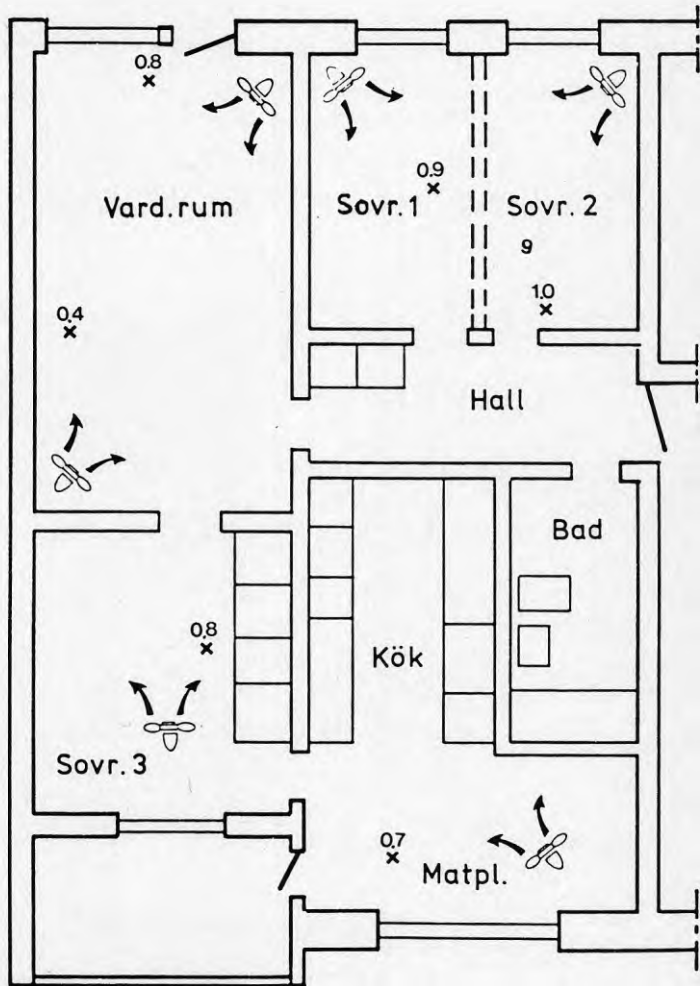 0.8
Vard.rum
Sovr.1
0.9
Sovr. 2
9
1.0
0.4
Hall
Bad
0.8
Kök
Sovr. 3
0.7
Matpl.